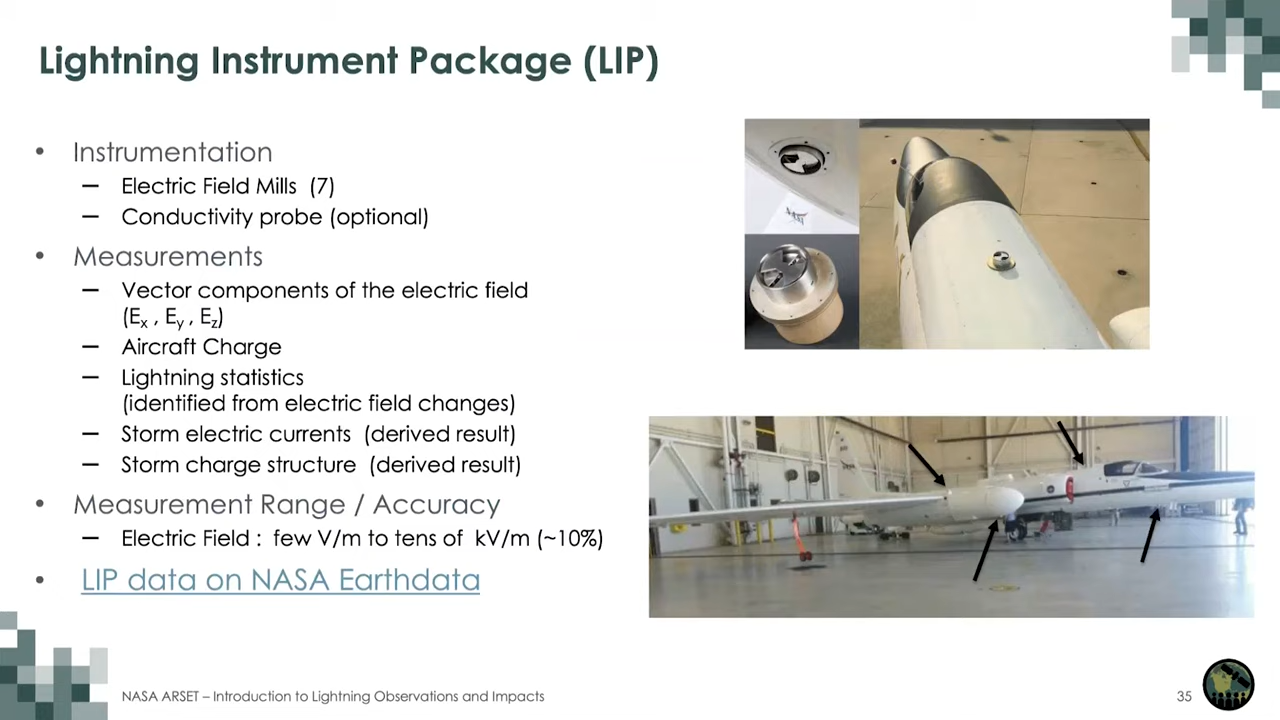 Lightning Instrument Package (LIP)
• Instrumentation
– Electric Field Mills (7)
– Conductivity probe (optional)
• Measurements
– Vector components of the electric field
(Ex , Ey , Ez)
– Aircraft Charge
– Lightning statistics
(identified from electric field changes)
– Storm electric currents (derived result)
– Storm charge structure (derived result)
• Measurement Range / Accuracy
– Electric Field : few V/m to tens of kV/m (~10%)
• LIP data on NASA Earthdata
NASA
NASA ARSET – Introduction to Lightning Observations and Impacts
35